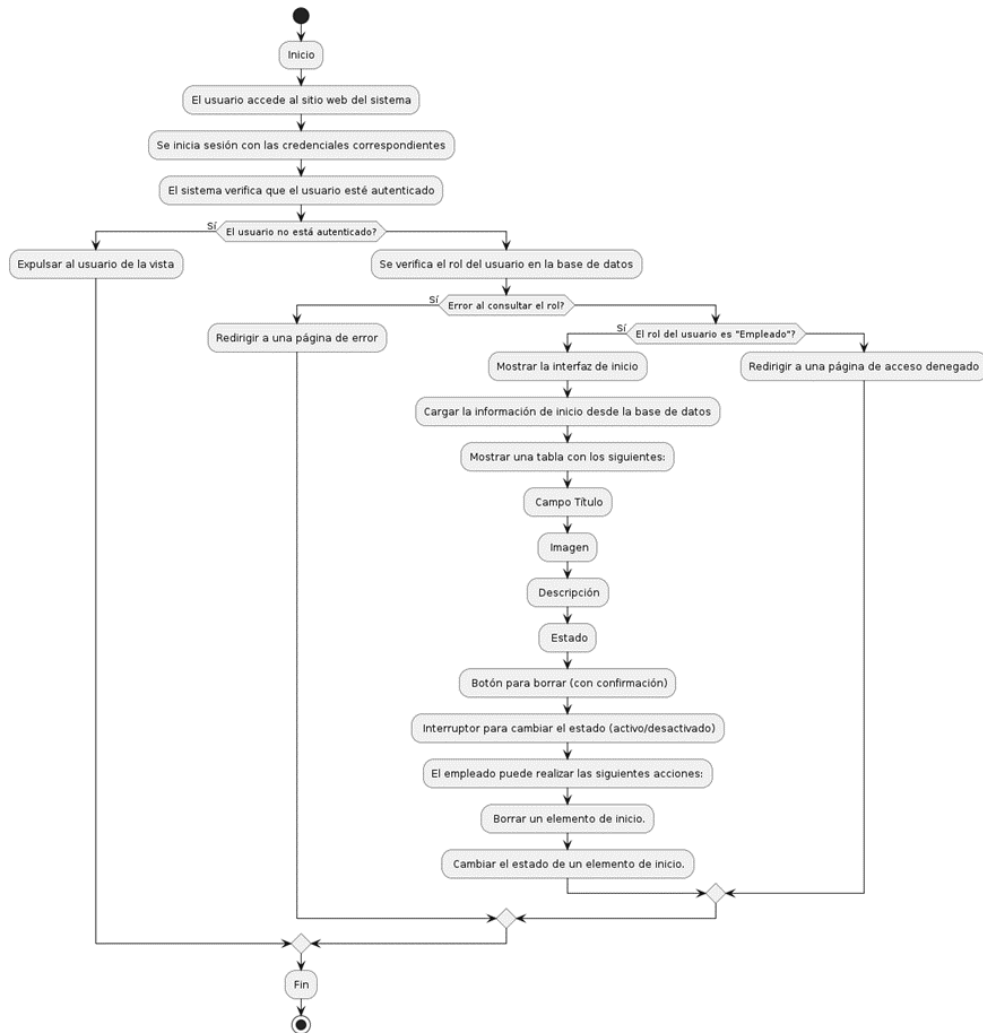 Inicio
El usuario accede al sitio web del sistema
Se inicia sesión con las credenciales correspondientes
El sistema verifica que el usuario esté autenticado
Sí
El usuario no está autenticado?
Expulsar al usuario de la vista
Se verifica el rol del usuario en la base de datos
Sí
Error al consultar el rol?
Redirigir a una página de error
Sí
El rol del usuario es "Empleado"?
Mostrar la interfaz de inicio
Redirigir a una página de acceso denegado
Cargar la información de inicio desde la base de datos
Mostrar una tabla con los siguientes:
Campo Título
Imagen
Descripción
Estado
Botón para borrar (con confirmación)
Interruptor para cambiar el estado (activo/desactivado)
El empleado puede realizar las siguientes acciones:
Borrar un elemento de inicio.
Cambiar el estado de un elemento de inicio.
Fin